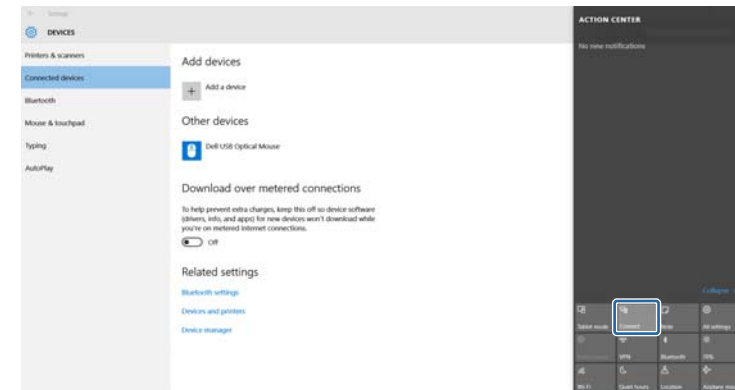 Settings
DEVICES
Printers & scanners
Connected devices
Bluetooth
Mouse & touchpad
Typing
AutoPlay
Add devices
Add a device
Other devices
Dell USB Optical Mouse
Download over metered connections
To help prevent extra charges, keep this off so device software
(drivers, info, and apps) for new devices won't download while
you're on metered Internet connections.
Off
Related settings
Bluetooth settings
Devices and printers
Device manager
ACTION CENTER
No new notifications
Collapse
Tablet mode
Connect
Note
All settings
VPN
Bluetooth
70%
Wi-Fi
Quiet hours
Location
Airplane mode